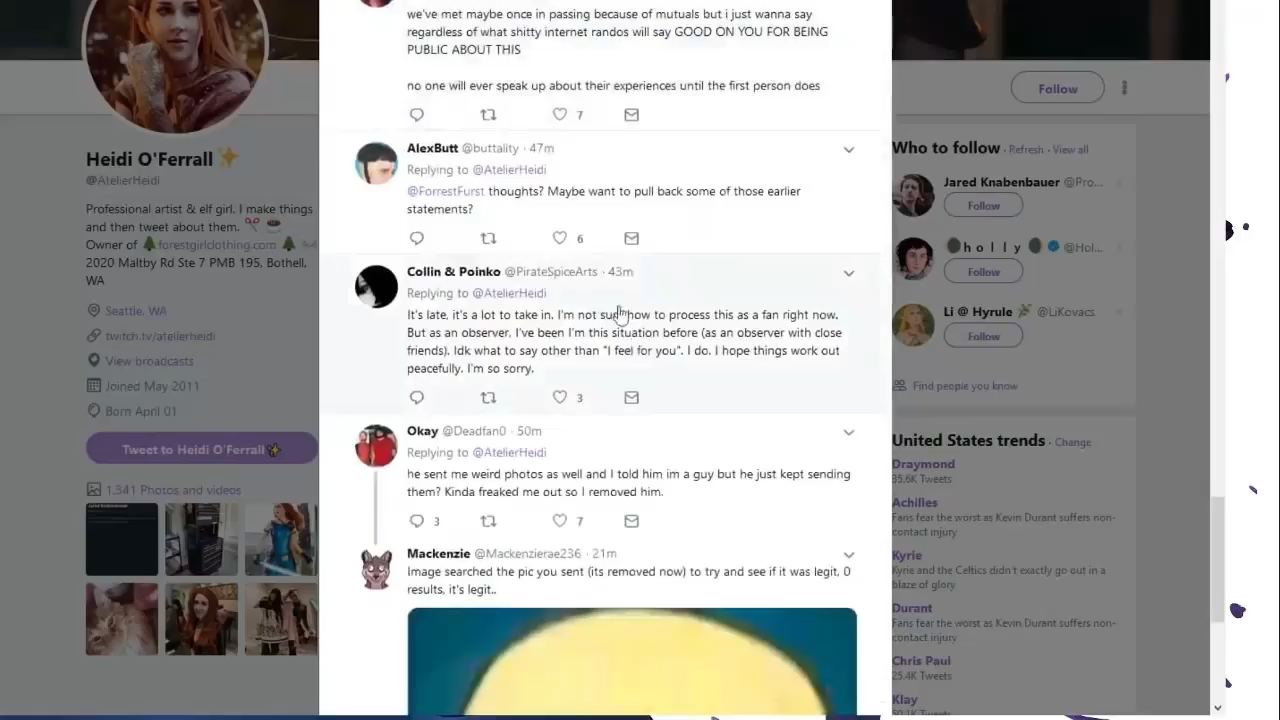 we've met maybe once in passing because of mutuals but i just wanna say
regardless of what shitty internet randos will say GOOD ON YOU FOR BEING
PUBLIC ABOUT THIS
no one will ever speak up about their experiences until the first person does
7
AlexButt @buttality · 47m
Replying to @AtelierHeidi
@ForrestFurst thoughts? Maybe want to pull back some of those earlier
statements?
6
Collin & Poinko @PirateSpiceArts · 43m
Replying to @AtelierHeidi
It's late, it's a lot to take in. I'm not how to process this as a fan right now.
But as an observer. I've been I'm this situation before (as an observer with close
friends). Idk what to say other than "I feel for you". I do. I hope things work out
peacefully. I'm so sorry.
3
Okay @Deadfan0 · 50m
Replying to @AtelierHeidi
he sent me weird photos as well and I told him im a guy but he just kept sending
them? Kinda freaked me out so I removed him.
3 7
Mackenzie @Mackenzierae236 · 21m
Image searched the pic you sent (its removed now) to try and see if it was legit, 0
results, it's legit..
Heidi O'Ferrall ✨
@AtelierHeidi
Professional artist & elf girl. I make things
and then tweet about them. ✂️ ☕
Owner of 🌲forestgirlclothing.com 🌲 ✉
2020 Maltby Rd Ste 7 PMB 195, Bothell,
WA
Seattle, WA
twitch.tv/atelierheidi
View broadcasts
Joined May 2011
Born April 01
Tweet to Heidi O'Ferrall✨
1,341 Photos and videos
Follow
Who to follow · Refresh · View all
Jared Knabenbauer @Pro...
Follow
🌑h o l l y🌑 @Hol...
Follow
Li @ Hyrule 🌿 @LiKovacs
Follow
Find people you know
United States trends · Change
Draymond
35.6K Tweets
Achilles
Fans fear the worst as Kevin Durant suffers non-
contact injury
Kyrie
Kyrie and the Celtics didn't exactly go out in a
blaze of glory
Durant
Fans fear the worst as Kevin Durant suffers non-
contact injury
Chris Paul
25.4K Tweets
Klay